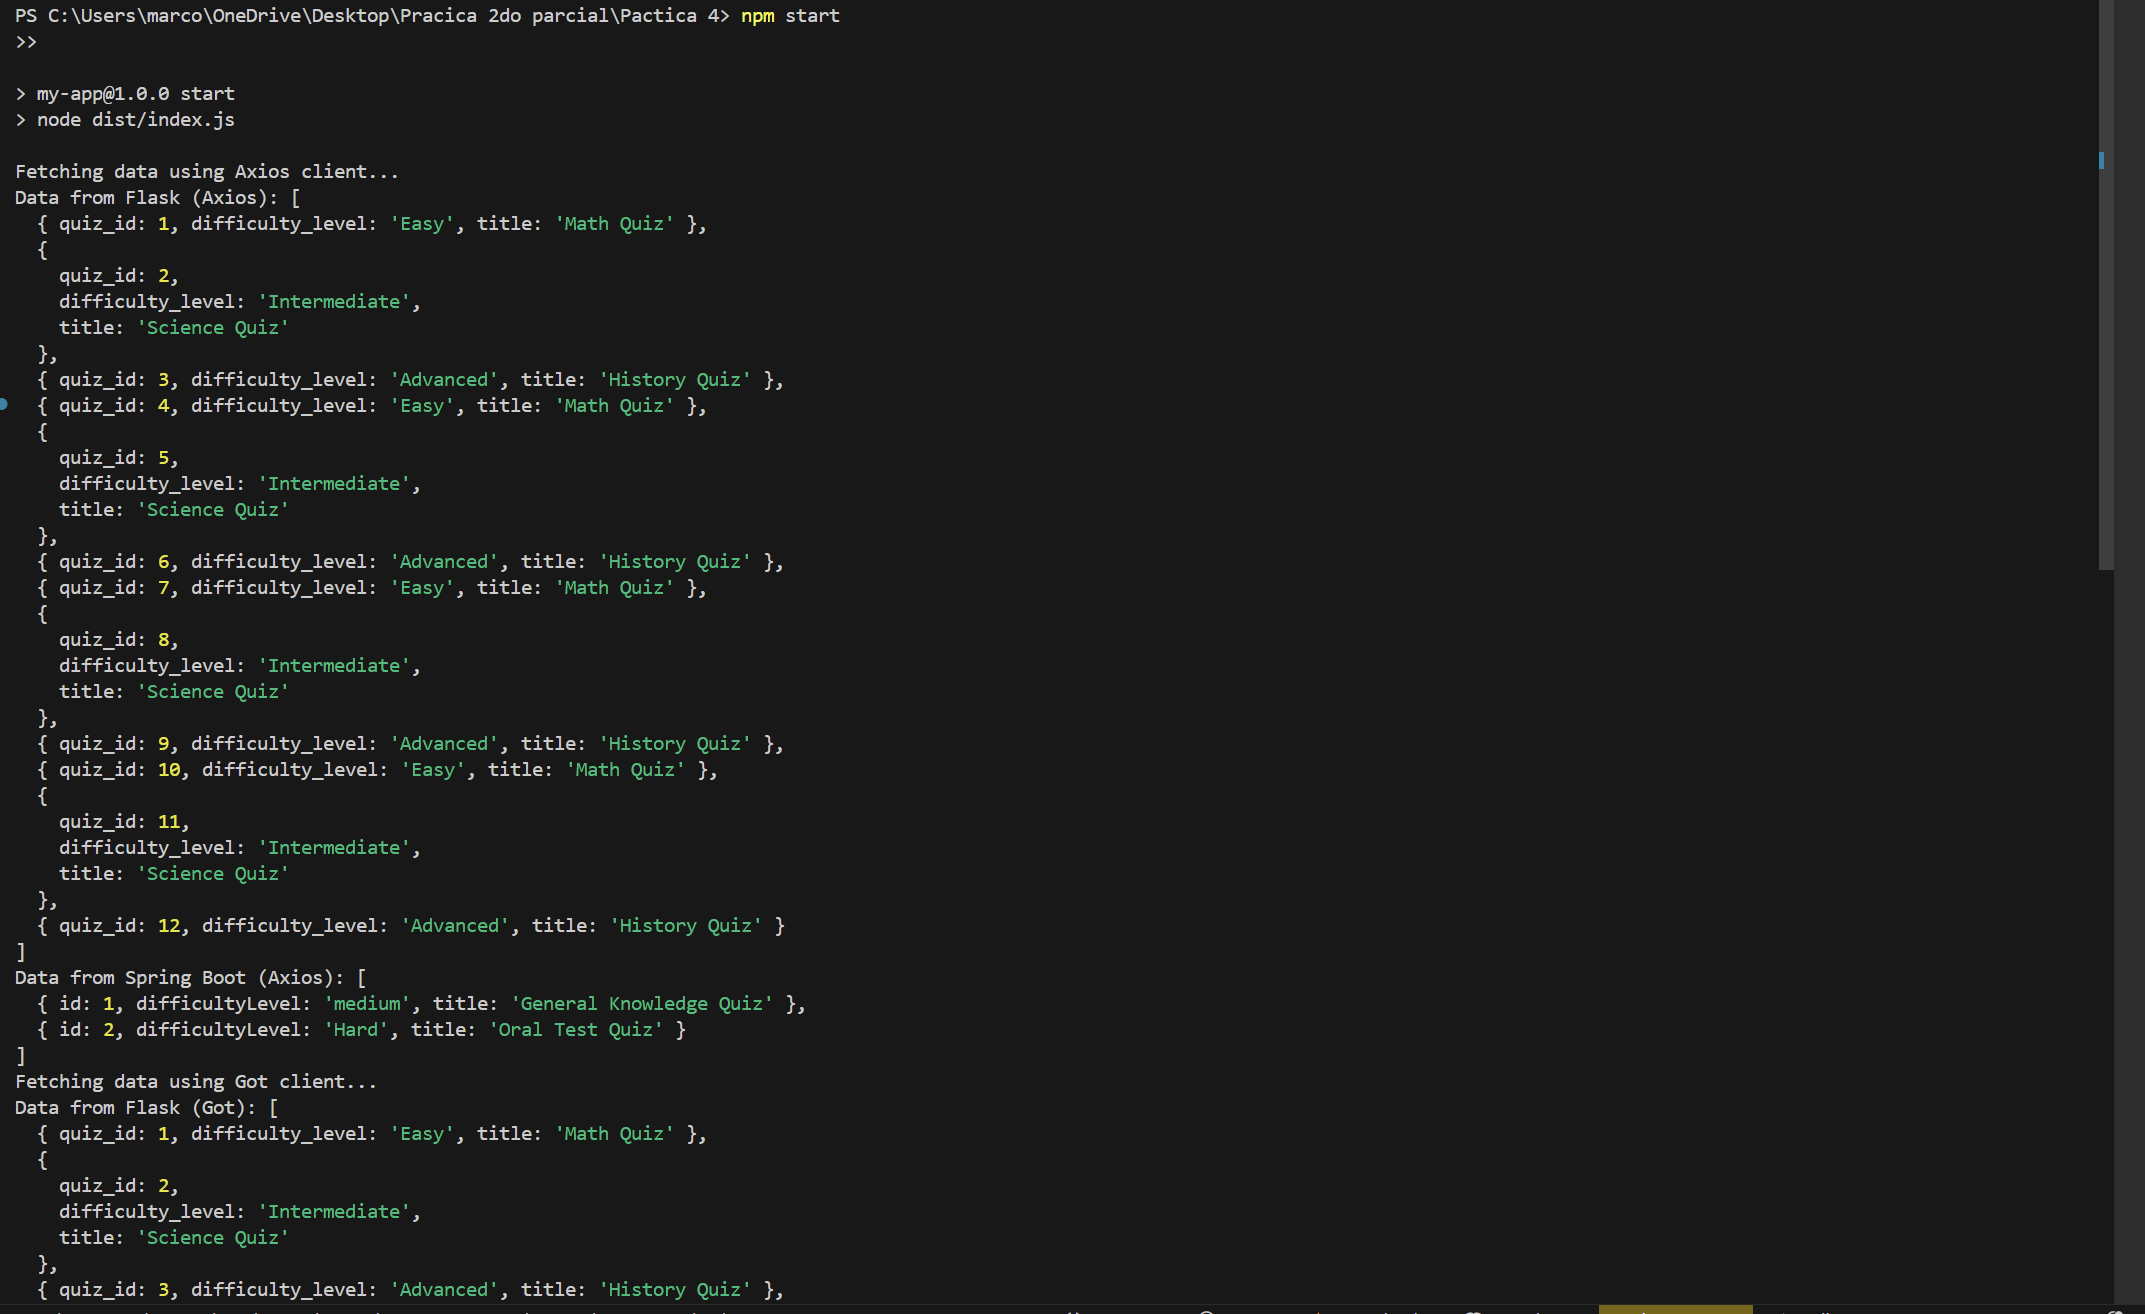 PS C:\Users\marco\OneDrive\Desktop\Pracica 2do parcial\Pactica 4> npm start
>>
> my-app@1.0.0 start
> node dist/index.js
Fetching data using Axios client...
Data from Flask (Axios): [
  { quiz_id: 1, difficulty_level: 'Easy', title: 'Math Quiz' },
  {
    quiz_id: 2,
    difficulty_level: 'Intermediate',
    title: 'Science Quiz'
  },
  { quiz_id: 3, difficulty_level: 'Advanced', title: 'History Quiz' },
  { quiz_id: 4, difficulty_level: 'Easy', title: 'Math Quiz' },
  {
    quiz_id: 5,
    difficulty_level: 'Intermediate',
    title: 'Science Quiz'
  },
  { quiz_id: 6, difficulty_level: 'Advanced', title: 'History Quiz' },
  { quiz_id: 7, difficulty_level: 'Easy', title: 'Math Quiz' },
  {
    quiz_id: 8,
    difficulty_level: 'Intermediate',
    title: 'Science Quiz'
  },
  { quiz_id: 9, difficulty_level: 'Advanced', title: 'History Quiz' },
  { quiz_id: 10, difficulty_level: 'Easy', title: 'Math Quiz' },
  {
    quiz_id: 11,
    difficulty_level: 'Intermediate',
    title: 'Science Quiz'
  },
  { quiz_id: 12, difficulty_level: 'Advanced', title: 'History Quiz' }
]
Data from Spring Boot (Axios): [
  { id: 1, difficultyLevel: 'medium', title: 'General Knowledge Quiz' },
  { id: 2, difficultyLevel: 'Hard', title: 'Oral Test Quiz' }
]
Fetching data using Got client...
Data from Flask (Got): [
  { quiz_id: 1, difficulty_level: 'Easy', title: 'Math Quiz' },
  {
    quiz_id: 2,
    difficulty_level: 'Intermediate',
    title: 'Science Quiz'
  },
  { quiz_id: 3, difficulty_level: 'Advanced', title: 'History Quiz' },